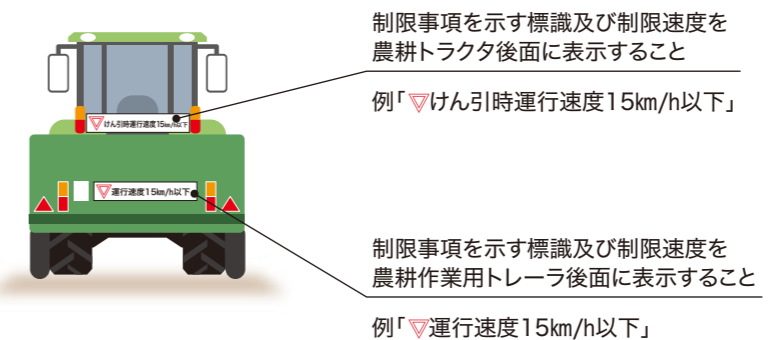 制限事項を示す標識及び制限速度を
農耕トラクタ後面に表示すること
例「▽けん引時運行速度15km/h以下」
▽けん引時運行速度15km/h以下
▽運行速度15km/h以下
制限事項を示す標識及び制限速度を
農耕作業用トレーラ後面に表示すること
例「▽運行速度15km/h以下」